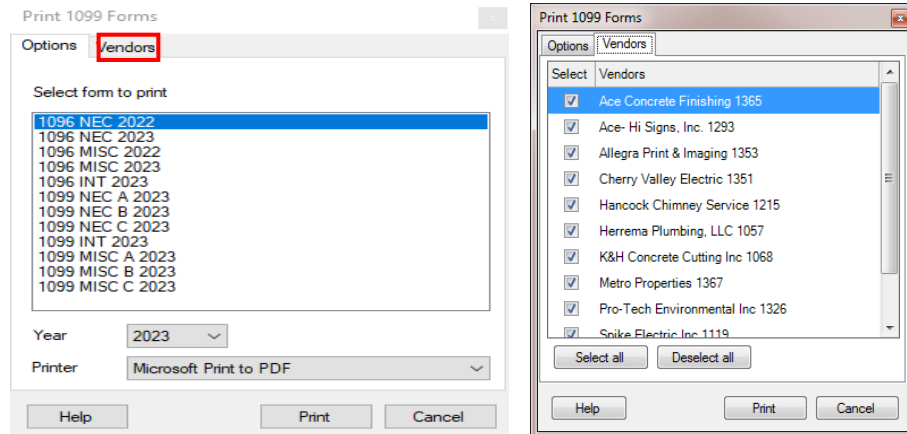 Print 1099 Forms
Options Vendors
Select form to print
1096 NEC 2022
1096 NEC 2023
1096 MISC 2022
1096 MISC 2023
1096 INT 2023
1099 NEC A 2023
1099 NEC B 2023
1099 NEC C 2023
1099 INT 2023
1099 MISC A 2023
1099 MISC B 2023
1099 MISC C 2023
Year 2023
Printer Microsoft Print to PDF
Help Print Cancel
Print 1099 Forms
Options Vendors
Select Vendors
Ace Concrete Finishing 1365
Ace- Hi Signs, Inc. 1293
Allegra Print & Imaging 1353
Cherry Valley Electric 1351
Hancock Chimney Service 1215
Herrema Plumbing, LLC 1057
K&H Concrete Cutting Inc 1068
Metro Properties 1367
Pro-Tech Environmental Inc 1326
Spike Electric Inc 1119
Select all Deselect all
Help Print Cancel